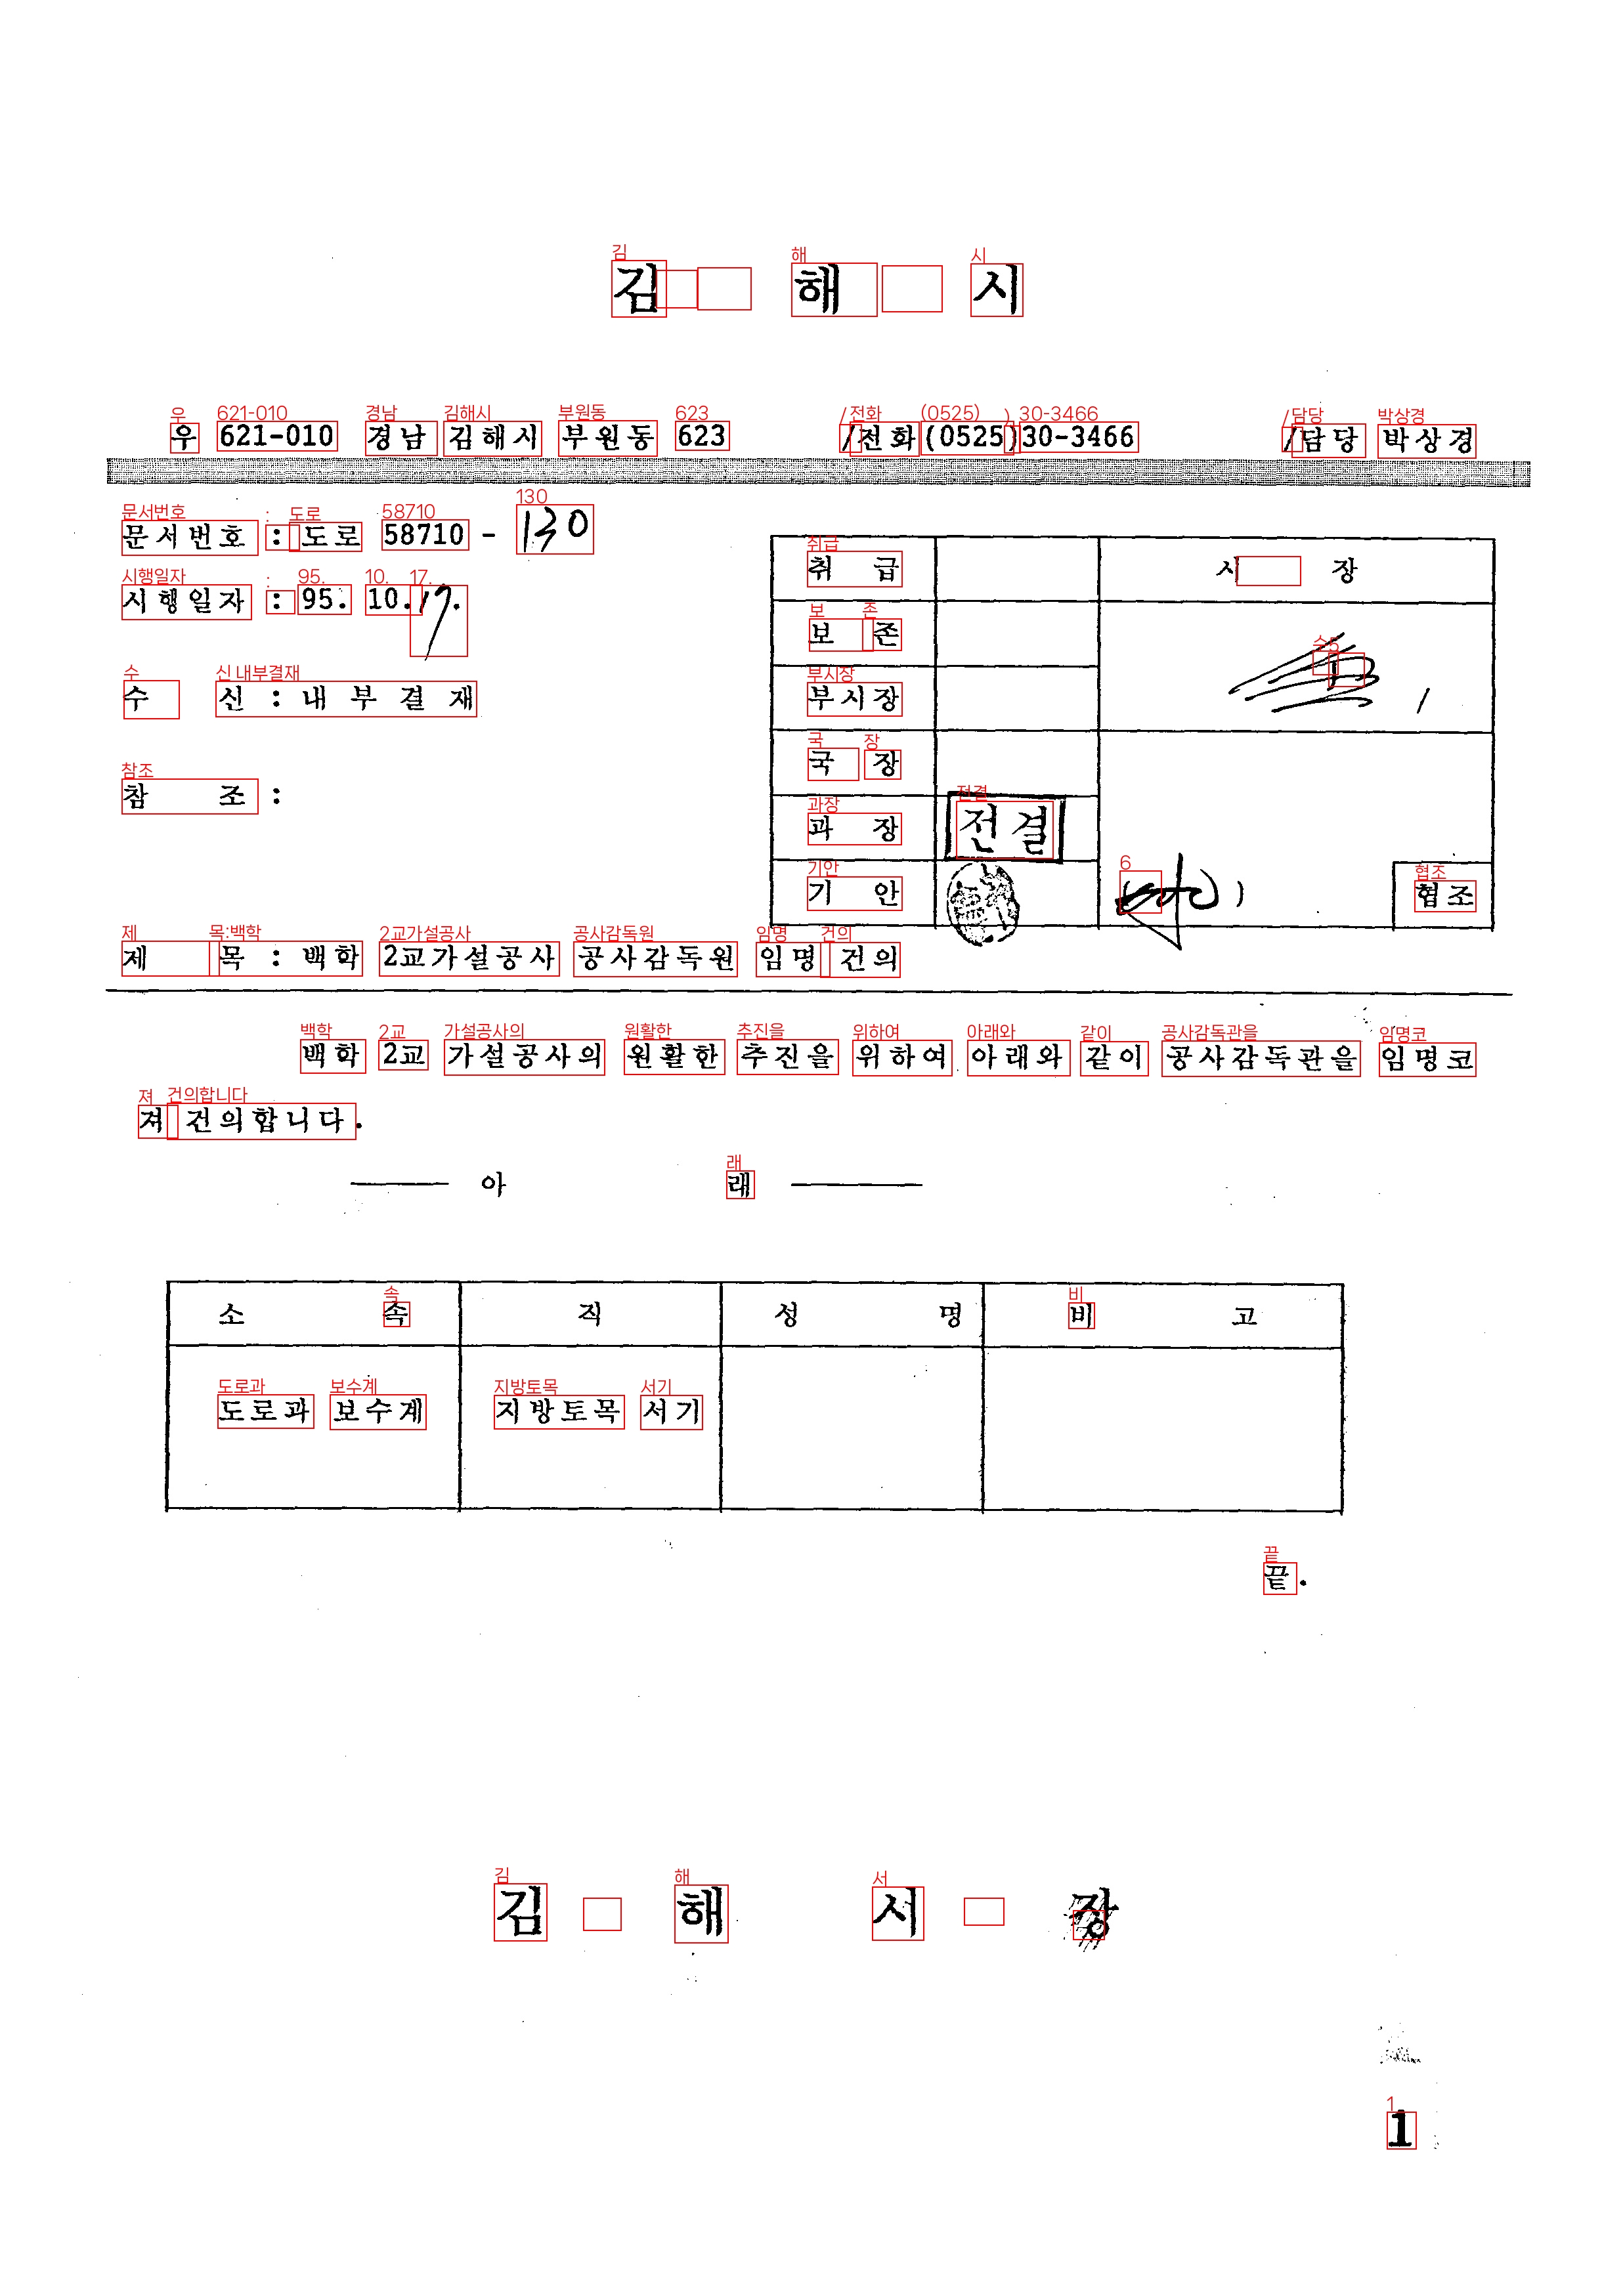 김 해 시
우 621-010 경남 김해시 부원동 623 /전화 (0525)30-3466 /담당 박상경
문서번호 : 도로 58710 - 130
시행일자 : 95. 10. 17.
수 신 : 내 부 결 재
참 조 :
취 급 시 장
보 존
부시장
국 장
과 장 전결
기 안 협조
제 목 : 백학 2교가설공사 공사감독원 임명 건의
백학 2교 가설공사의 원활한 추진을 위하여 아래와 같이 공사감독관을 임명코
져 건의합니다.
아 래
소 속 직 성 명 비 고
도로과 보수계 지방토목 서기
끝.
김 해 시 장
1